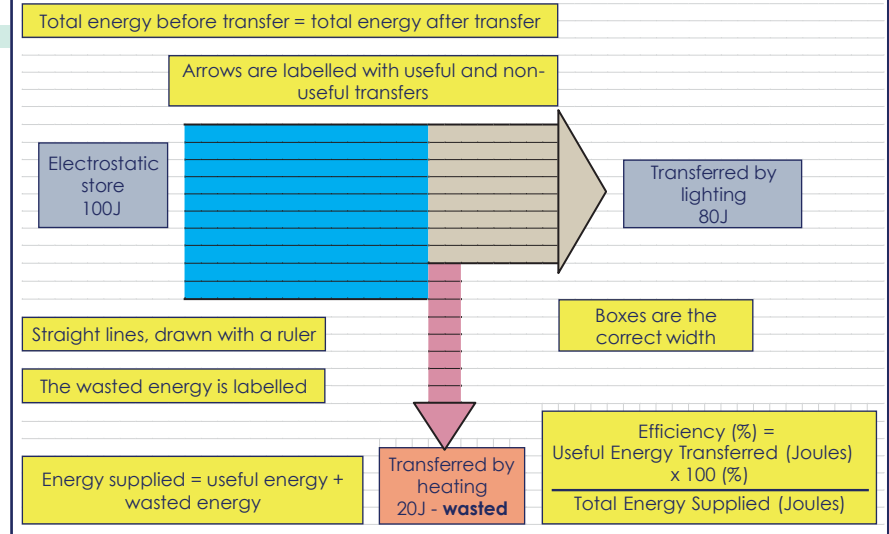 Total energy before transfer = total energy after transfer
Arrows are labelled with useful and non-
useful transfers
Electrostatic
store
100J
Transferred by
lighting
80J
Straight lines, drawn with a ruler
Boxes are the
correct width
The wasted energy is labelled
Energy supplied = useful energy +
wasted energy
Transferred by
heating
20J - wasted
Efficiency (%) =
Useful Energy Transferred (Joules)
x 100 (%)
Total Energy Supplied (Joules)